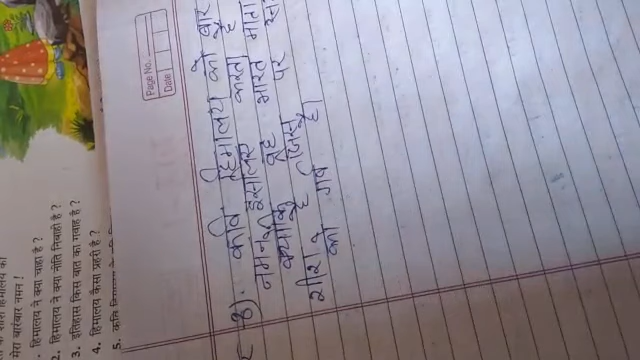 मेरा बारंबार नमन !
हिमालय ने क्या चाहा है ?
2. हिमालय ने क्या नीति निबाही है ?
3. इतिहास किस बात का गवाह है ?
4. हिमालय कैसा प्रहरी है ?
5. कवि
Page No.
Date
कवि हिमालय को बार
नमन इसलिए करता है
क्योंकि वह भारत माता
शीश है जिस पर
को गर्व है।